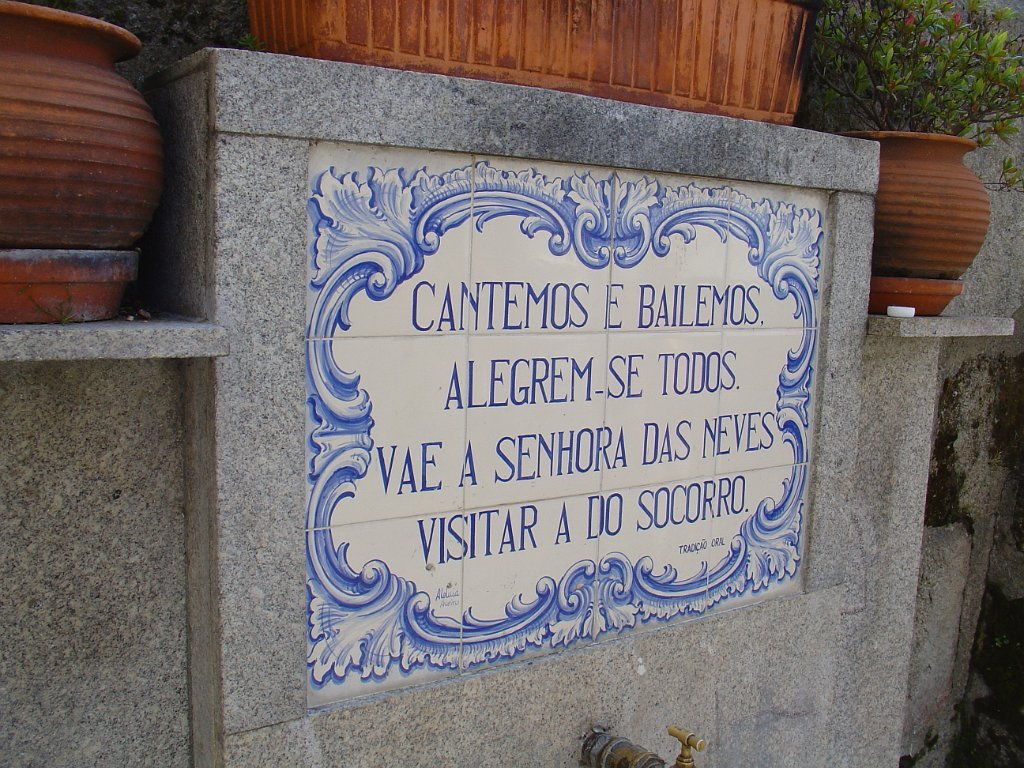 CANTEMOS E BAILEMOS,
ALEGREM-SE TODOS.
VAE A SENHORA DAS NEVES
VISITAR A DO SOCORRO.
TRADIÇÃO ORAL